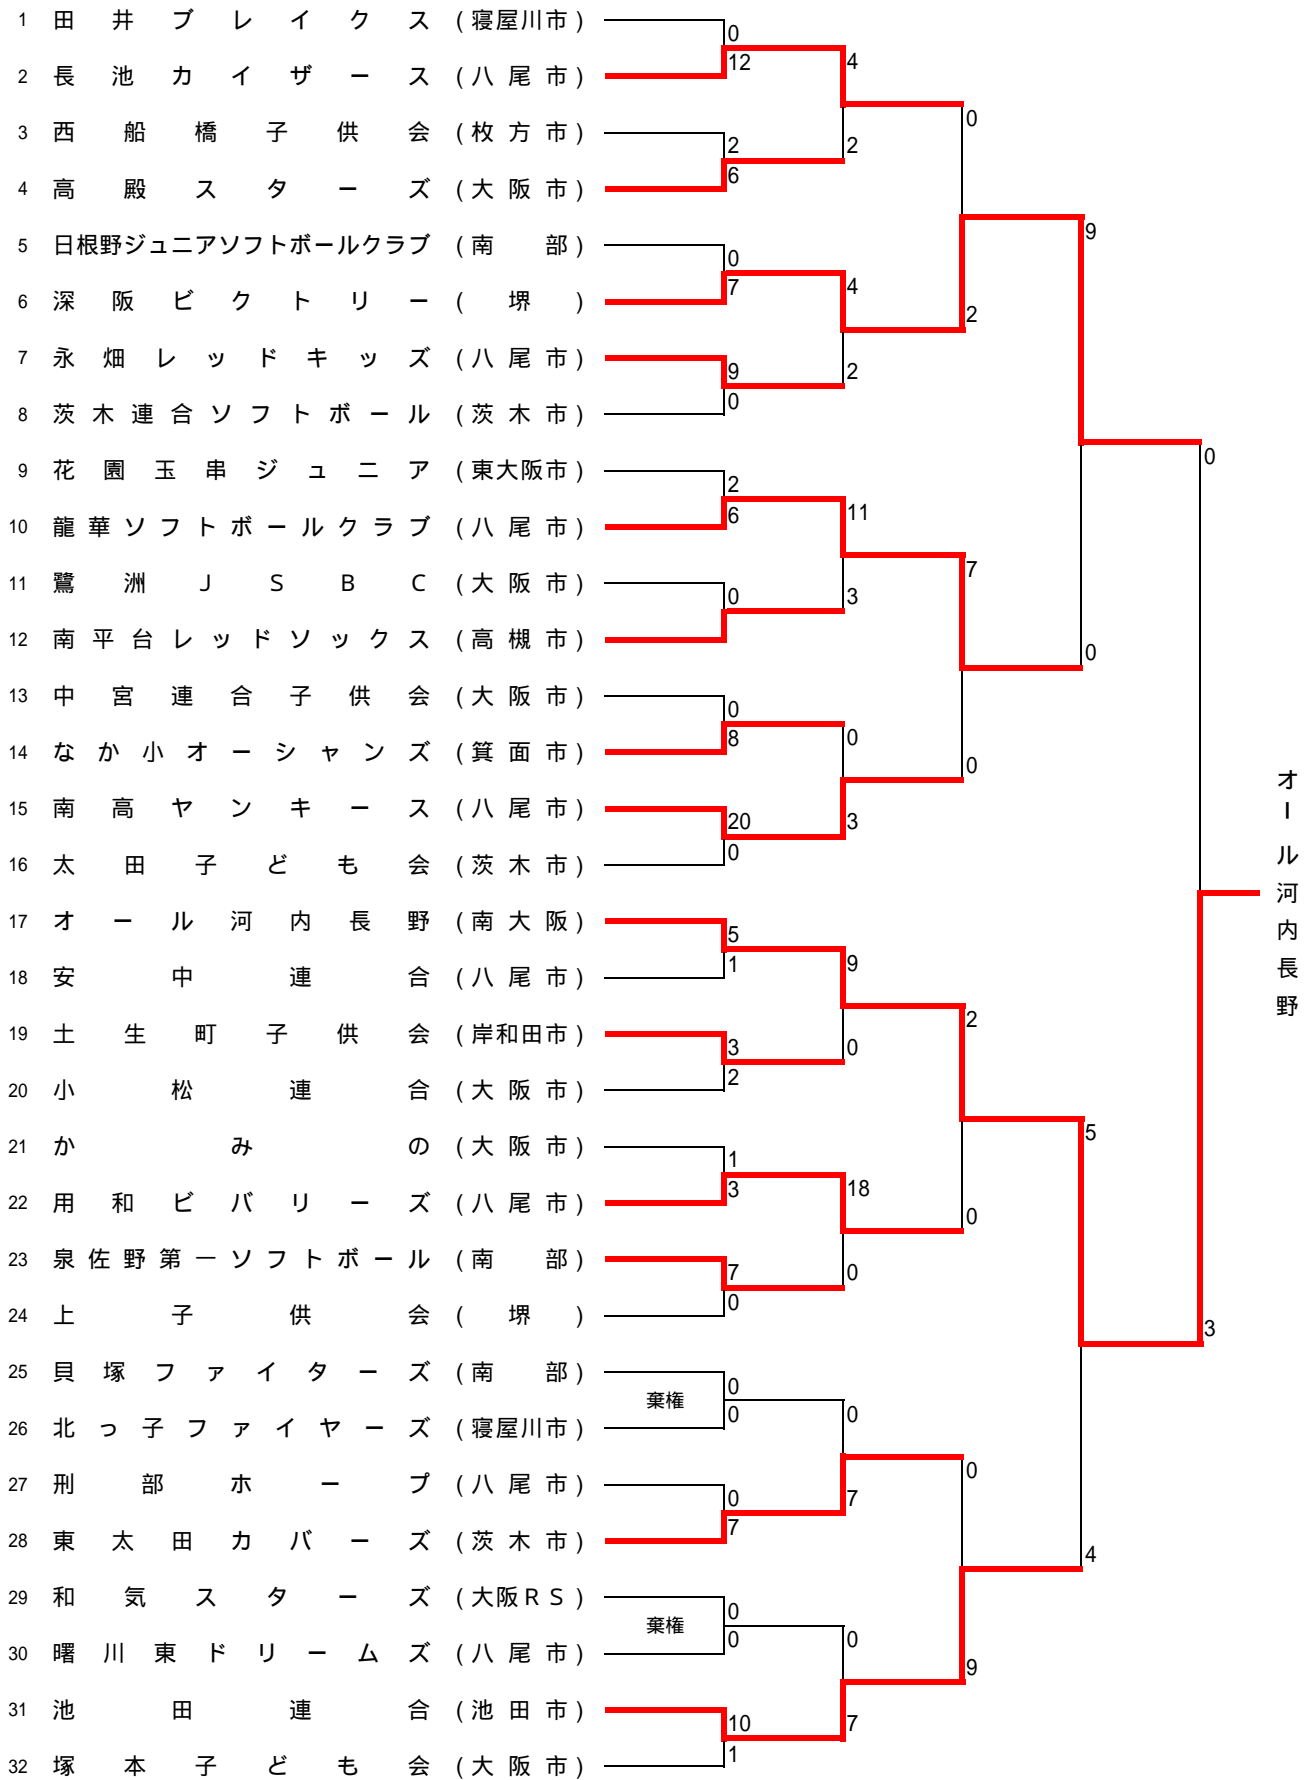 1 田井ブレイクス (寝屋川市)
0
12
4
2 長池カイザース (八尾市)
0
3 西船橋子供会 (枚方市)
2
2
6
4 高殿スターズ (大阪市)
9
5 日根野ジュニアソフトボールクラブ (南部)
0
7
4
6 深阪ビクトリー (堺)
2
7 永畑レッドキッズ (八尾市)
9
2
0
8 茨木連合ソフトボール (茨木市)
0
9 花園玉串ジュニア (東大阪市)
2
6
11
10 龍華ソフトボールクラブ (八尾市)
7
11 鷺洲JSBC (大阪市)
0
3
12 南平台レッドソックス (高槻市)
0
13 中宮連合子供会 (大阪市)
0
8
0
14 なか小オーシャンズ (箕面市)
0
15 南高ヤンキース (八尾市)
20
3
0
16 太田子ども会 (茨木市)
オール河内長野
17 オール河内長野 (南大阪)
5
1
9
18 安中連合 (八尾市)
2
19 土生町子供会 (岸和田市)
3
0
2
20 小松連合 (大阪市)
5
21 かみの (大阪市)
1
3
18
22 用和ビバリーズ (八尾市)
0
23 泉佐野第一ソフトボール (南部)
7
0
0
24 上子供会 (堺)
3
25 貝塚ファイターズ (南部)
棄権
0
0
0
26 北っ子ファイヤーズ (寝屋川市)
0
27 刑部ホープ (八尾市)
0
7
7
28 東太田カバーズ (茨木市)
4
29 和気スターズ (大阪RS)
棄権
0
0
0
30 曙川東ドリームズ (八尾市)
9
31 池田連合 (池田市)
10
7
1
32 塚本子ども会 (大阪市)